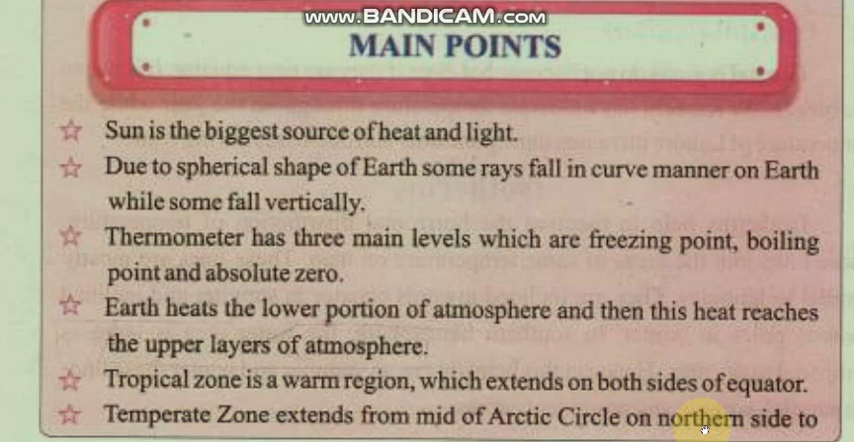 www.BANDICAM.com
MAIN POINTS
☆ Sun is the biggest source of heat and light.
☆ Due to spherical shape of Earth some rays fall in curve manner on Earth
while some fall vertically.
☆ Thermometer has three main levels which are freezing point, boiling
point and absolute zero.
☆ Earth heats the lower portion of atmosphere and then this heat reaches
the upper layers of atmosphere.
☆ Tropical zone is a warm region, which extends on both sides of equator.
☆ Temperate Zone extends from mid of Arctic Circle on northern side to